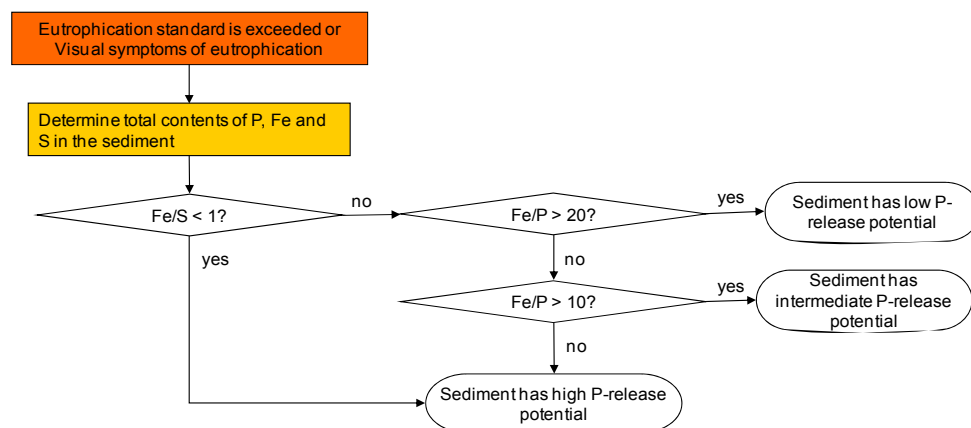 Eutrophication standard is exceeded or
Visual symptoms of eutrophication
Determine total contents of P, Fe and
S in the sediment
Fe/S < 1?
no
Fe/P > 20?
yes
Sediment has low P-
release potential
yes
no
Fe/P > 10?
yes
Sediment has
intermediate P-release
potential
no
Sediment has high P-release
potential